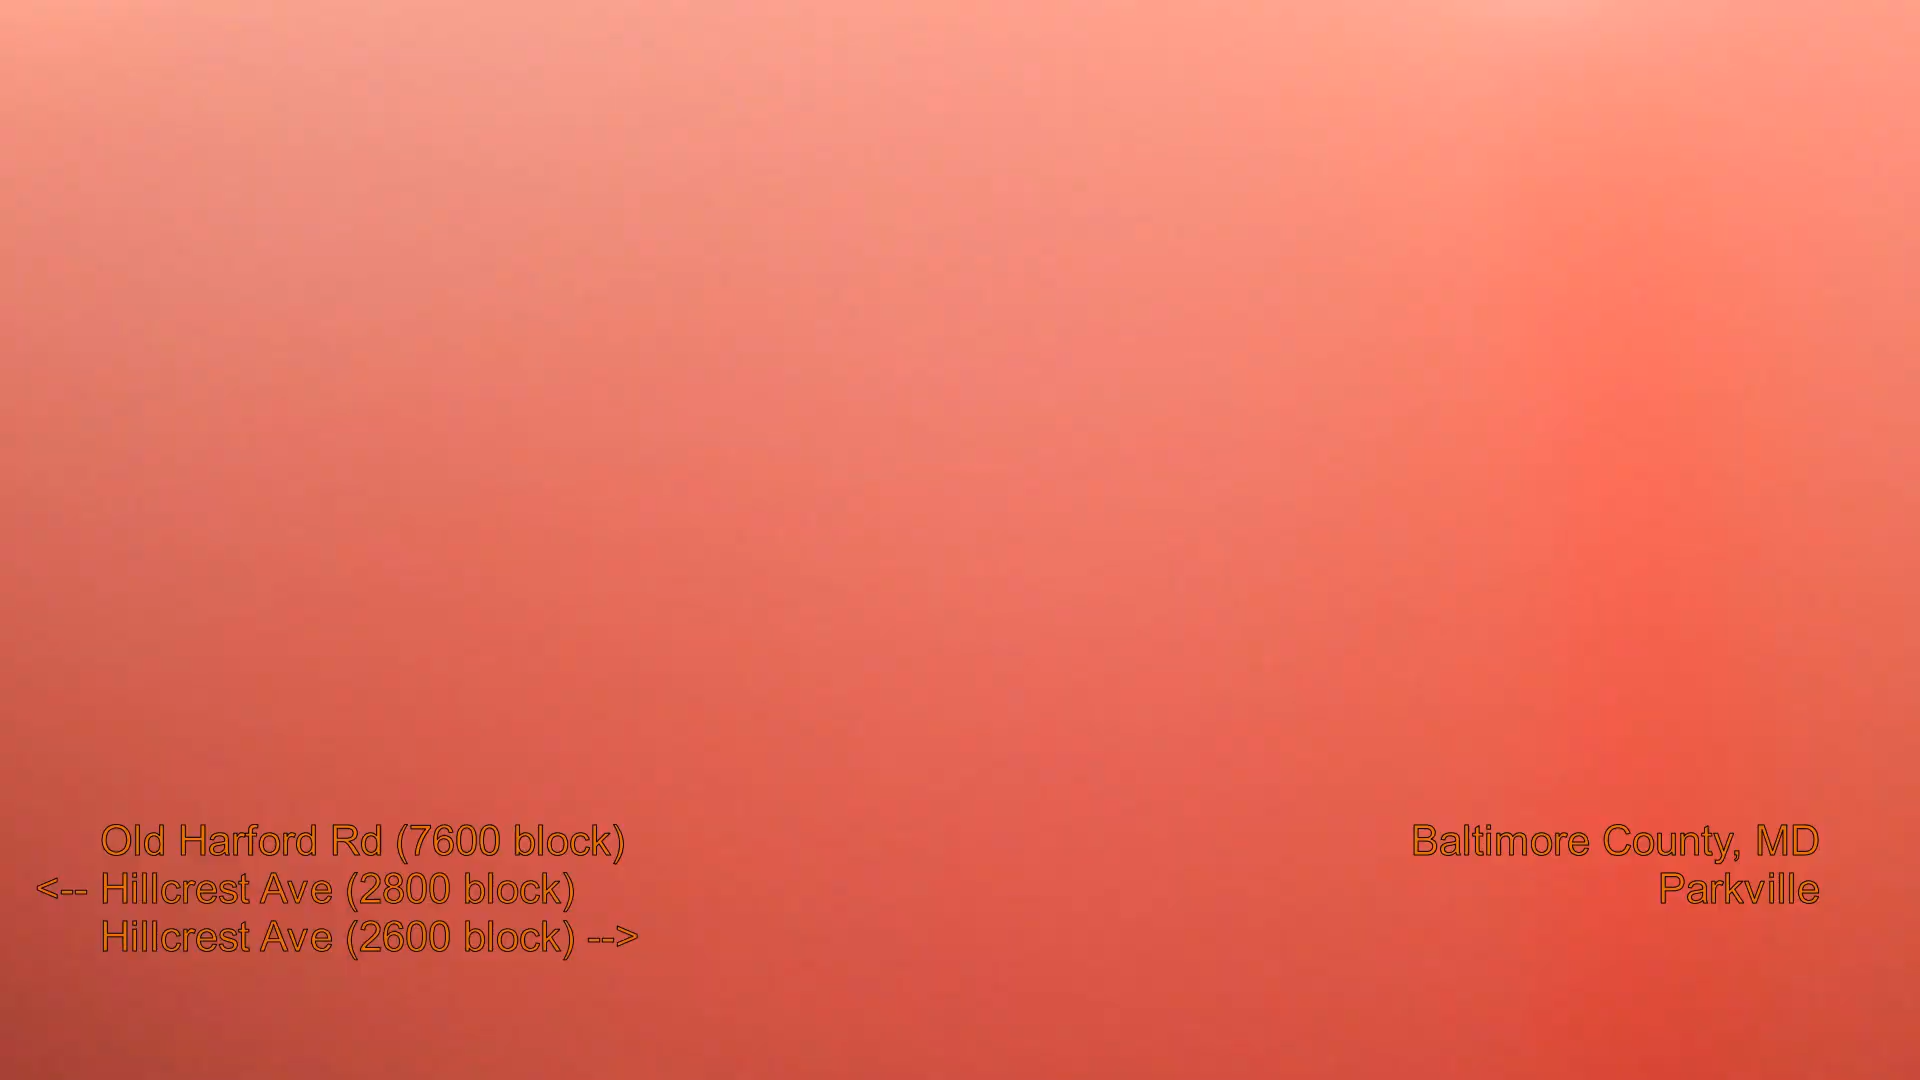 Old Harford Rd (7600 block)
<-- Hillcrest Ave (2800 block)
Hillcrest Ave (2600 block) -->
Baltimore County, MD
Parkville